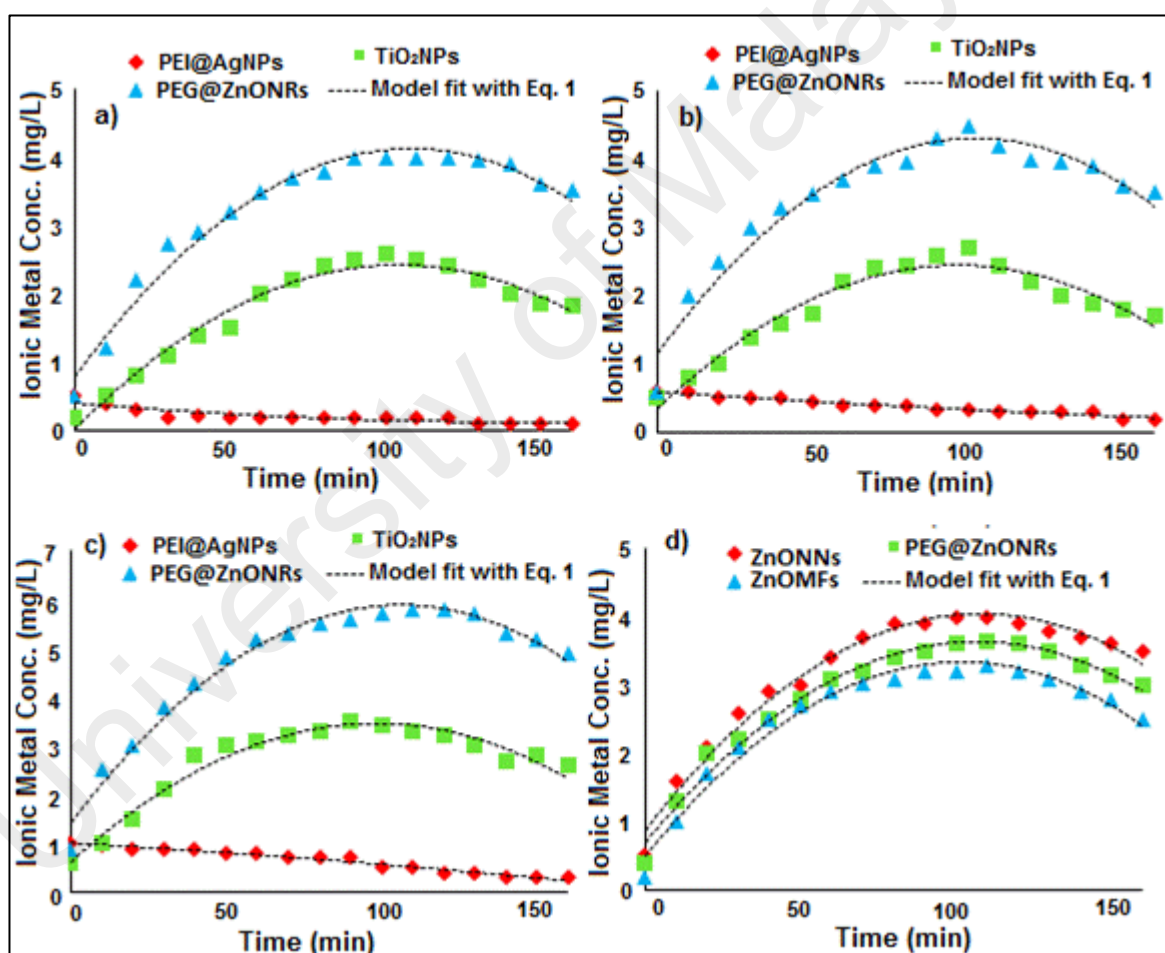 PEI@AgNPs TiO₂NPs
PEG@ZnONRs Model fit with Eq. 1
a)
Ionic Metal Conc. (mg/L)
5
4
3
2
1
0
0 50 100 150
Time (min)
PEI@AgNPs TiO₂NPs
PEG@ZnONRs Model fit with Eq. 1
b)
Ionic Metal Conc. (mg/L)
5
4
3
2
1
0
0 50 100 150
Time (min)
c)
PEI@AgNPs TiO₂NPs
PEG@ZnONRs Model fit with Eq. 1
Ionic Metal Conc. (mg/L)
7
6
5
4
3
2
1
0
0 50 100 150
Time (min)
d)
ZnONNs PEG@ZnONRs
ZnOMFs Model fit with Eq. 1
Ionic Metal Conc. (mg/L)
5
4
3
2
1
0
0 50 100 150
Time (min)
University of Malay